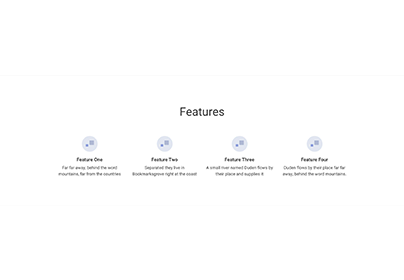 Features
Feature One
Far far away, behind the word
mountains, far from the countries
Feature Two
Separated they live in
Bookmarksgrove right at the coast
Feature Three
A small river named Duden flows by
their place and supplies it
Feature Four
Duden flows by their place far far
away, behind the word mountains.